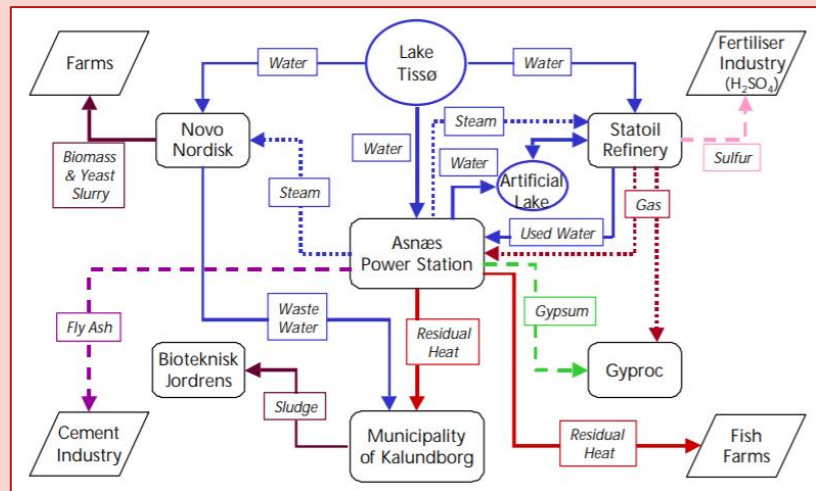 Farms
Water
Lake
Tissø
Water
Fertiliser
Industry
(H₂SO₄)
Novo
Nordisk
Steam
Statoil
Refinery
Biomass
& Yeast
Slurry
Water
Water
Sulfur
Steam
Artificial
Lake
Gas
Asnæs
Power Station
Used Water
Fly Ash
Waste
Water
Residual
Heat
Gypsum
Bioteknisk
Jordrens
Gyproc
Sludge
Cement
Industry
Municipality
of Kalundborg
Residual
Heat
Fish
Farms